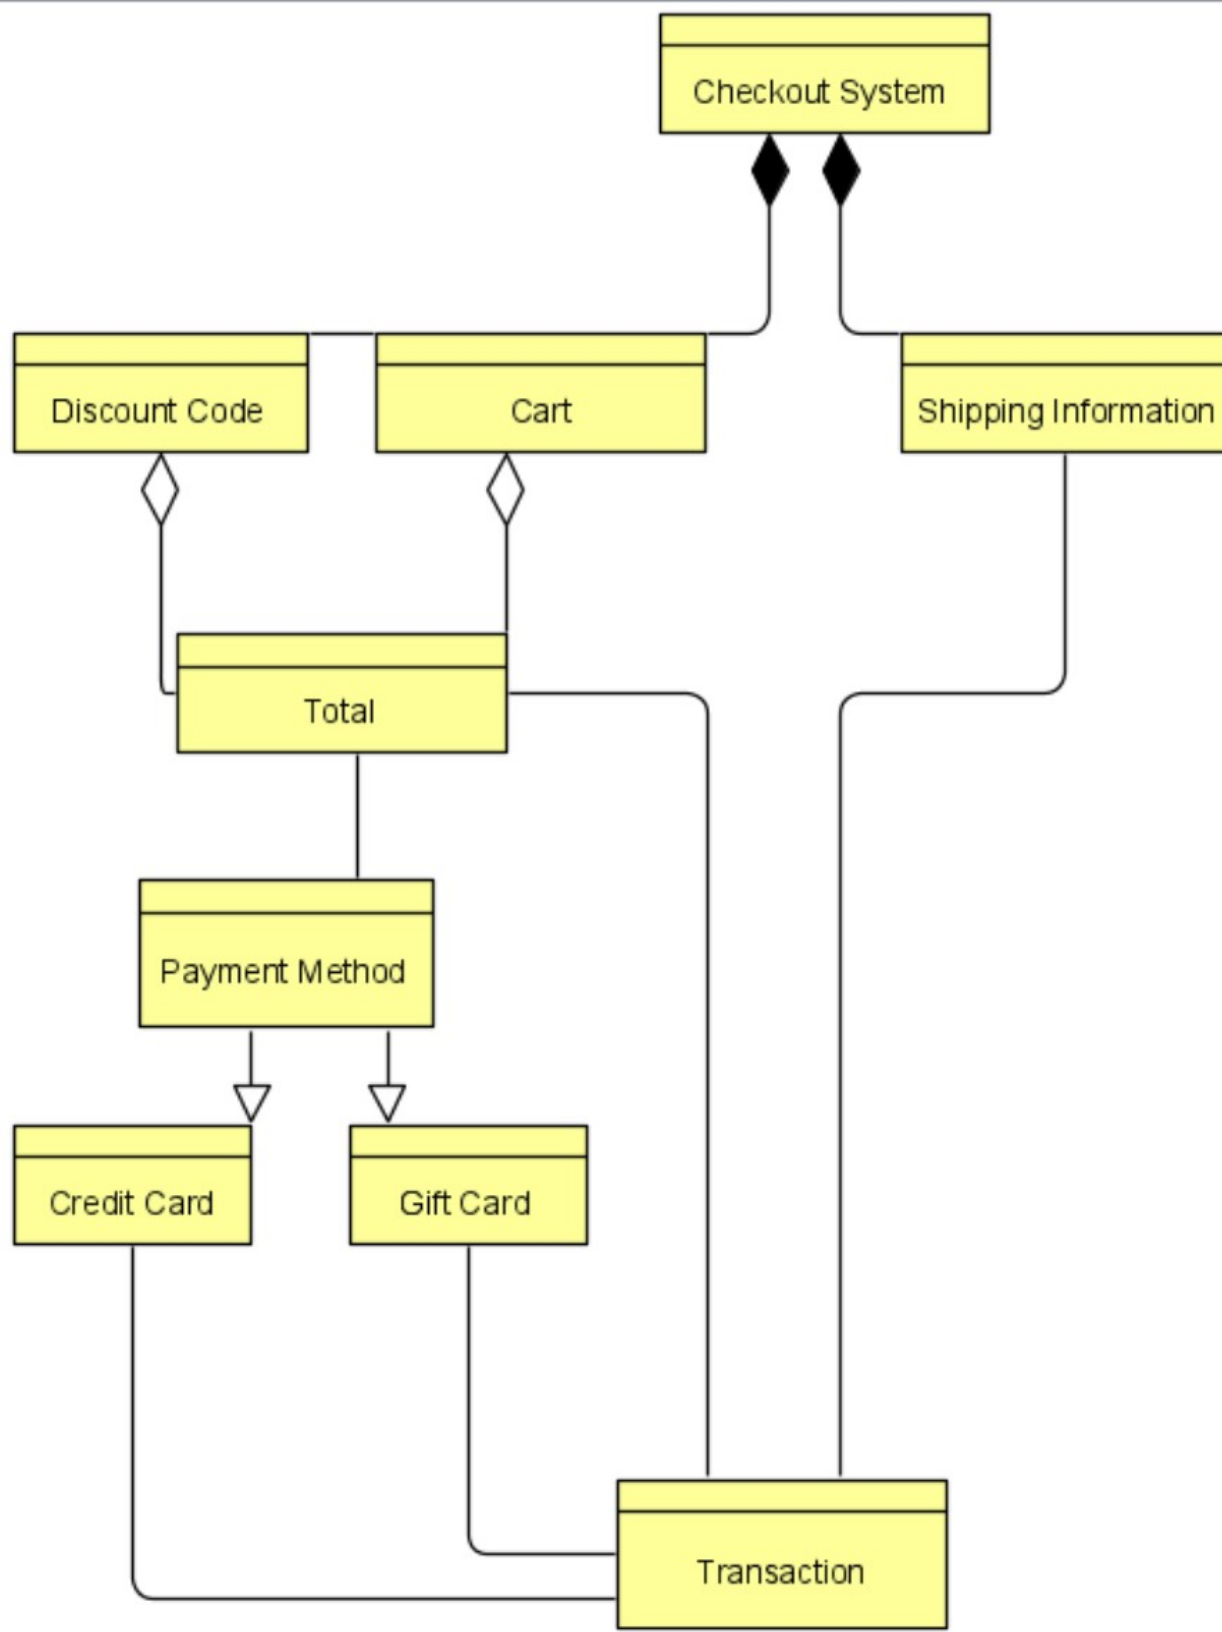 Checkout System
Discount Code
Cart
Shipping Information
Total
Payment Method
Credit Card
Gift Card
Transaction